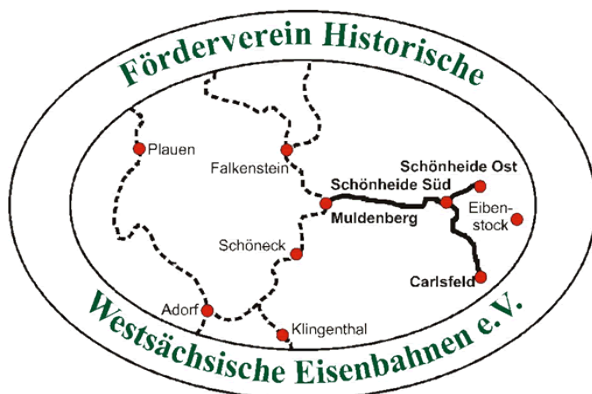 Förderverein Historische
Plauen
Falkenstein
Schönheide Ost
Schönheide Süd
Eiben-
stock
Muldenberg
Schöneck
Carlsfeld
Adorf
Klingenthal
Westsächsische Eisenbahnen e.V.